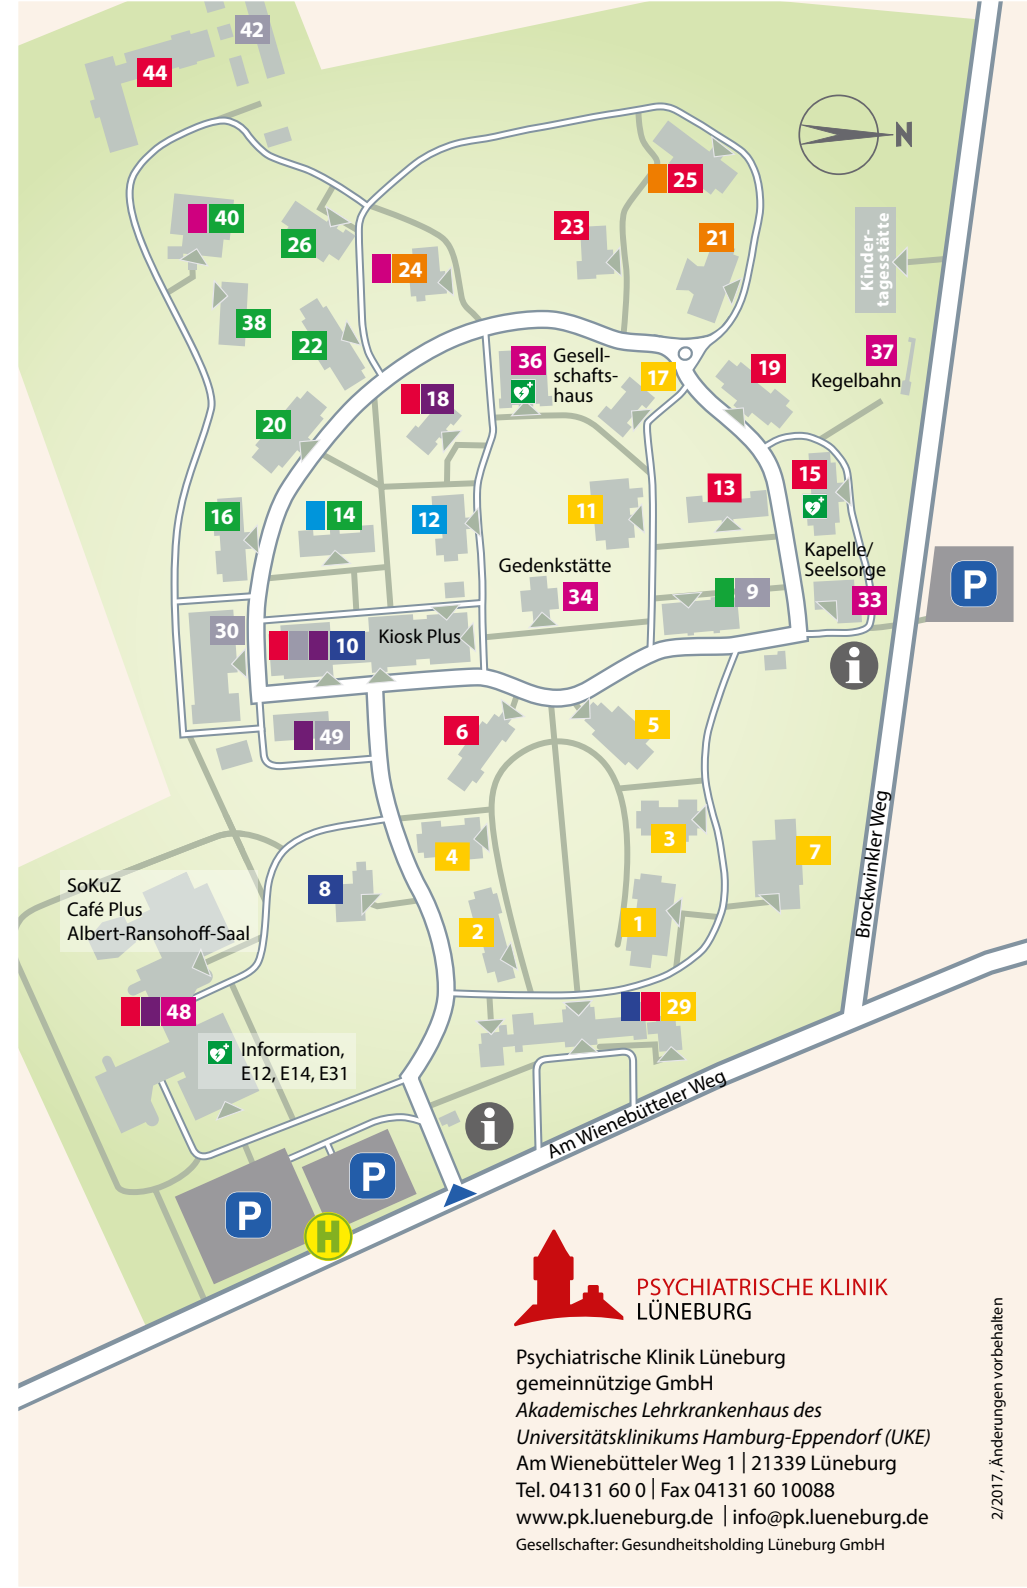 42
44
N
25
40
23
21
26
Kinder-
tagesstätte
24
38
22
36
Gesell-
schafts-
haus
37
19
17
Kegelbahn
18
20
15
13
16
14
12
11
Kapelle/
Seelsorge
Gedenkstätte
P
34
9
33
30
10
Kiosk Plus
i
49
6
5
3
7
4
SoKuZ
Café Plus
Albert-Ransohoff-Saal
8
Brockwinkler Weg
2
1
48
29
Information,
E12, E14, E31
i
Am Wienebütteler Weg
P
P
H
PSYCHIATRISCHE KLINIK
LÜNEBURG
Psychiatrische Klinik Lüneburg
gemeinnützige GmbH
Akademisches Lehrkrankenhaus des
Universitätsklinikums Hamburg-Eppendorf (UKE)
Am Wienebütteler Weg 1 | 21339 Lüneburg
Tel. 04131 60 0 | Fax 04131 60 10088
www.pk.lueneburg.de | info@pk.lueneburg.de
Gesellschafter: Gesundheitsholding Lüneburg GmbH
2/2017, Änderungen vorbehalten